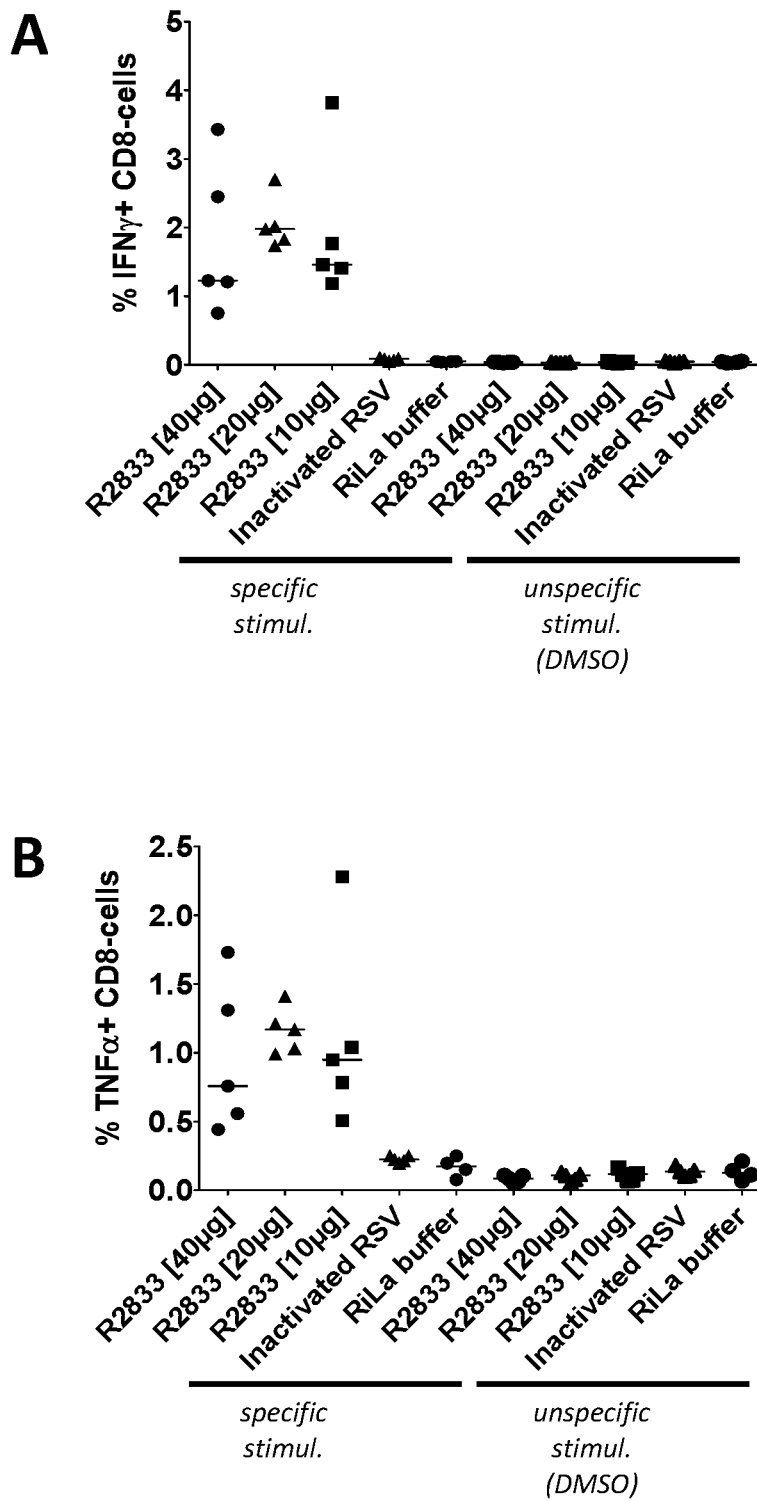 A
% IFNγ+ CD8-cells
5
4
3
2
1
0
R2833 [40µg]
R2833 [20µg]
R2833 [10µg]
Inactivated RSV
RiLa buffer
R2833 [40µg]
R2833 [20µg]
R2833 [10µg]
Inactivated RSV
RiLa buffer
specific
stimul.
unspecific
stimul.
(DMSO)
B
% TNFα+ CD8-cells
2.5
2.0
1.5
1.0
0.5
0.0
R2833 [40µg]
R2833 [20µg]
R2833 [10µg]
Inactivated RSV
RiLa buffer
R2833 [40µg]
R2833 [20µg]
R2833 [10µg]
Inactivated RSV
RiLa buffer
specific
stimul.
unspecific
stimul.
(DMSO)